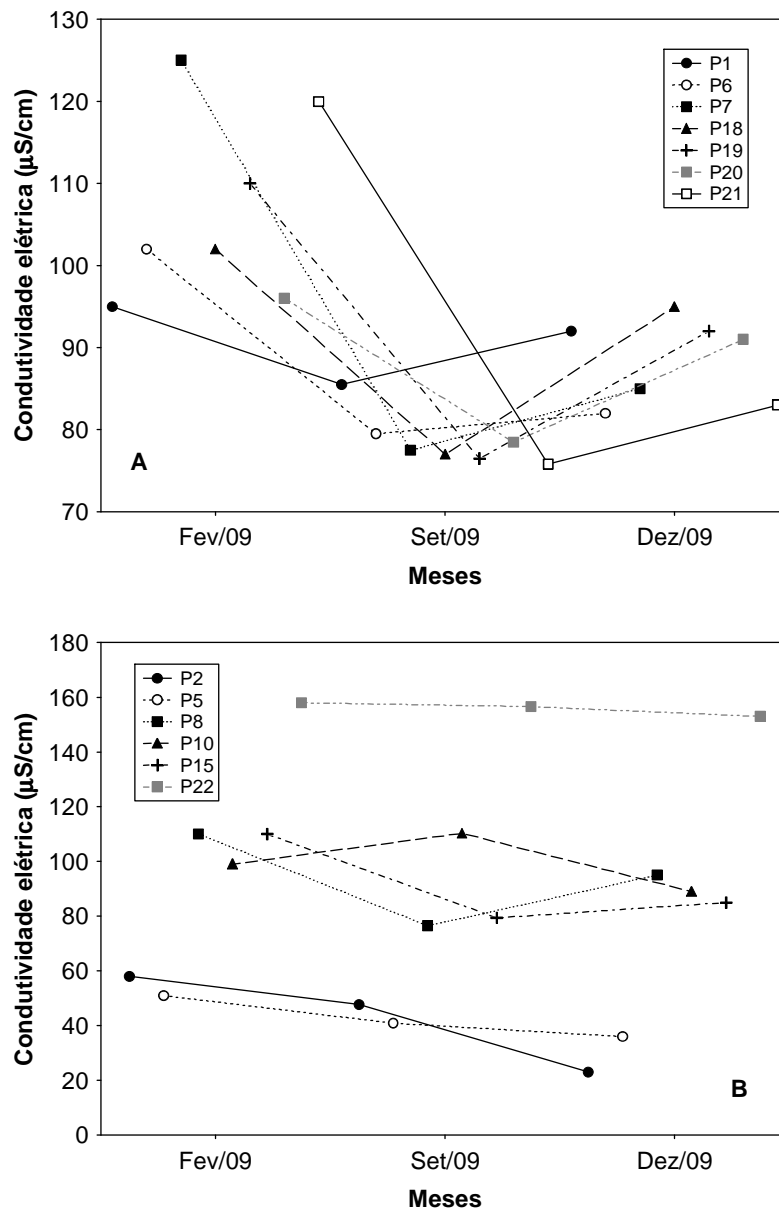 130
120
110
100
90
80
70
Condutividade elétrica (µS/cm)
P1
P6
P7
P18
P19
P20
P21
A
Fev/09 Set/09 Dez/09
Meses
180
160
140
120
100
80
60
40
20
0
Condutividade elétrica (µS/cm)
P2
P5
P8
P10
P15
P22
B
Fev/09 Set/09 Dez/09
Meses